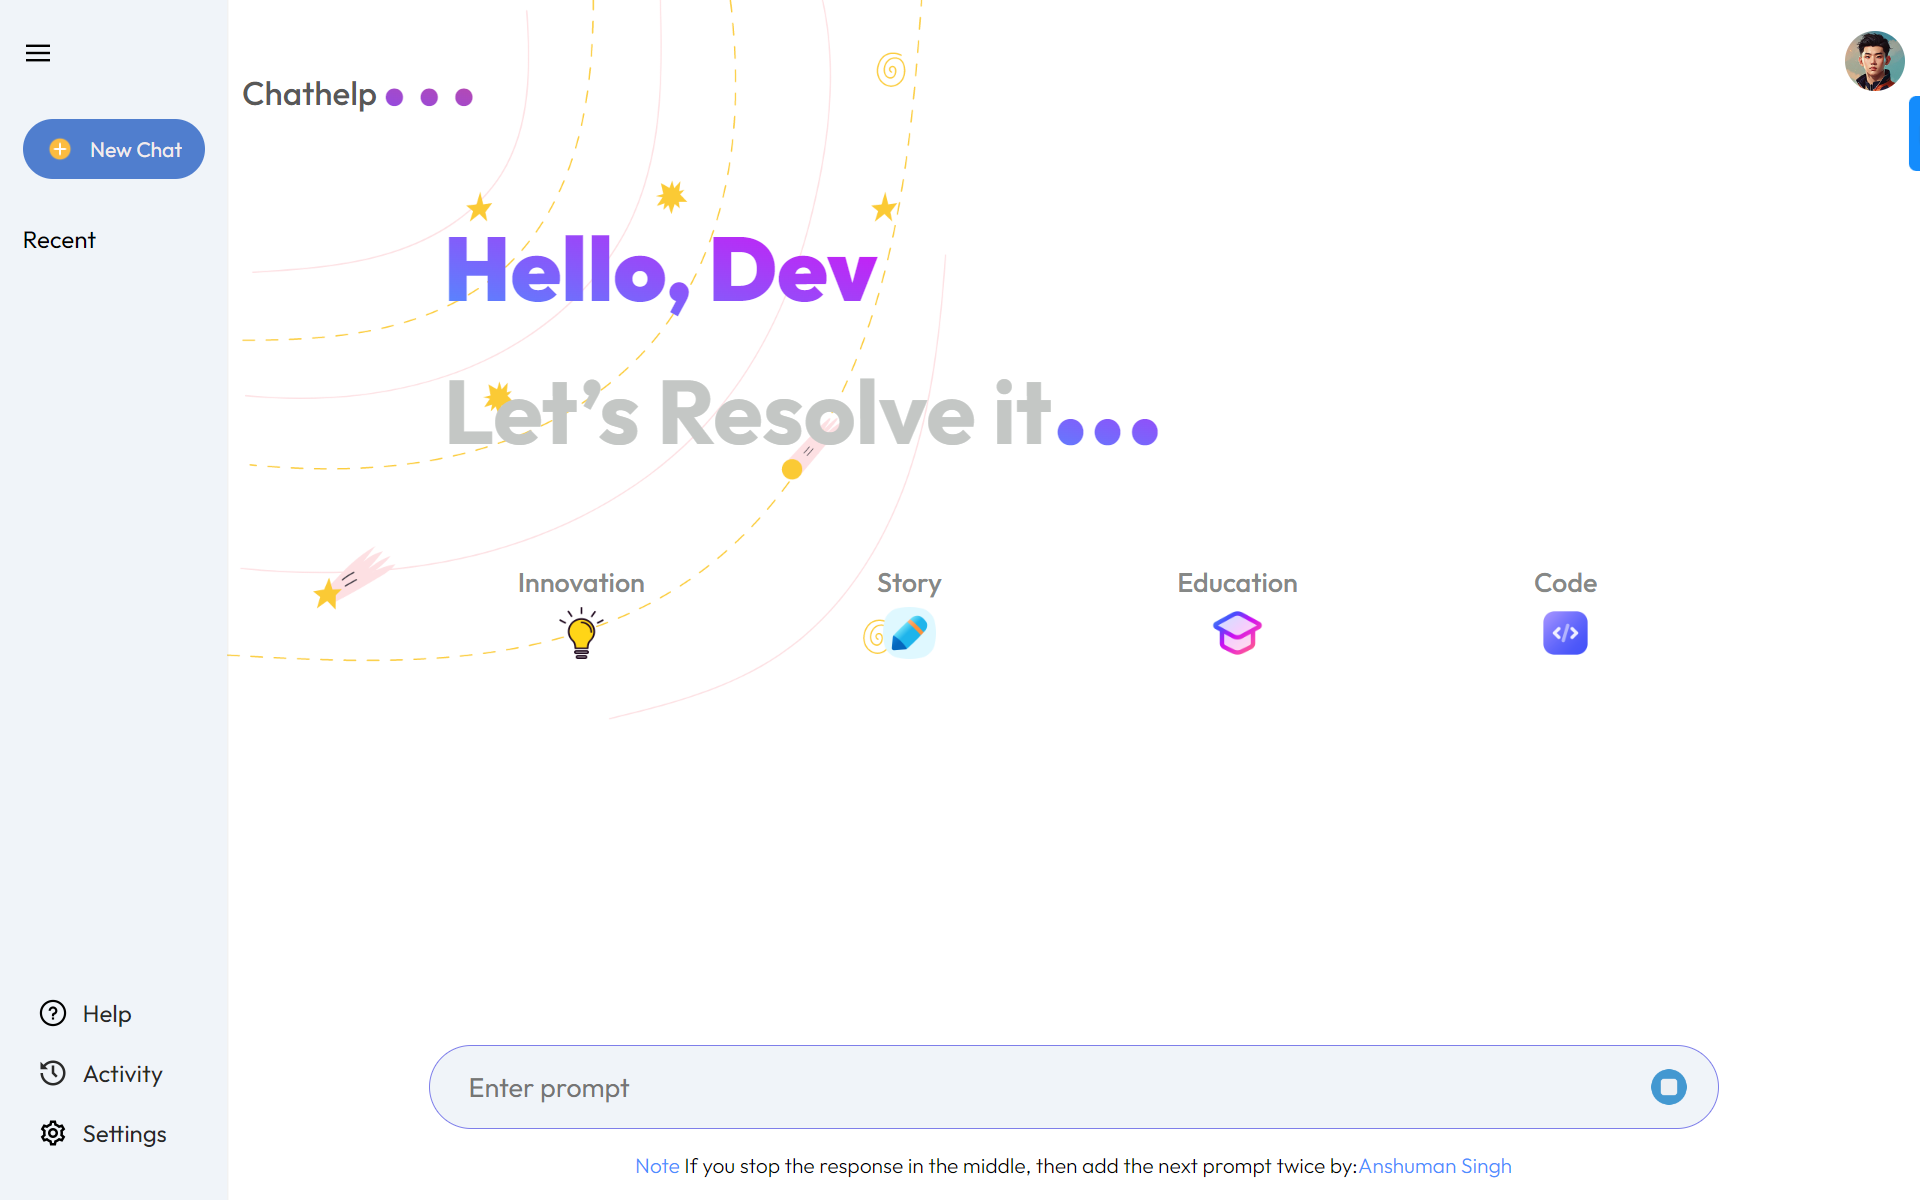 Chathelp
New Chat
Recent
Hello, Dev
Let's Resolve it...
Innovation
Story
Education
Code
Help
Activity
Settings
Enter prompt
Note If you stop the response in the middle, then add the next prompt twice by:Anshuman Singh